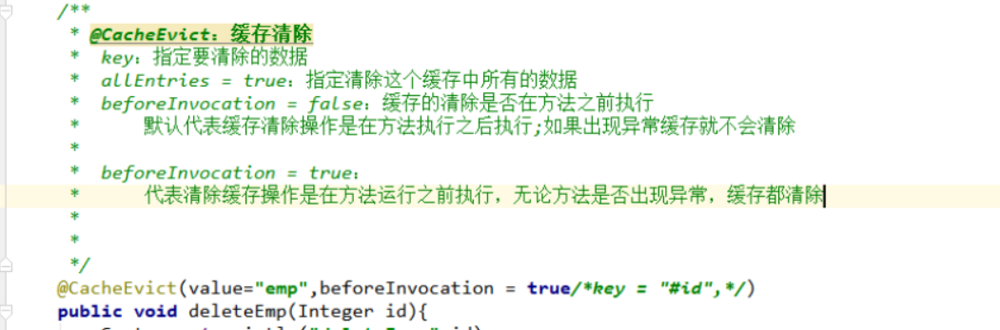 /**
* @CacheEvict：缓存清除
* key：指定要清除的数据
* allEntries = true：指定清除这个缓存中所有的数据
* beforeInvocation = false：缓存的清除是否在方法之前执行
* 默认代表缓存清除操作是在方法执行之后执行;如果出现异常缓存就不会清除
*
* beforeInvocation = true：
* 代表清除缓存操作是在方法运行之前执行，无论方法是否出现异常，缓存都清除
*
*
*/
@CacheEvict(value="emp",beforeInvocation = true/*key = "#id",*/)
public void deleteEmp(Integer id){